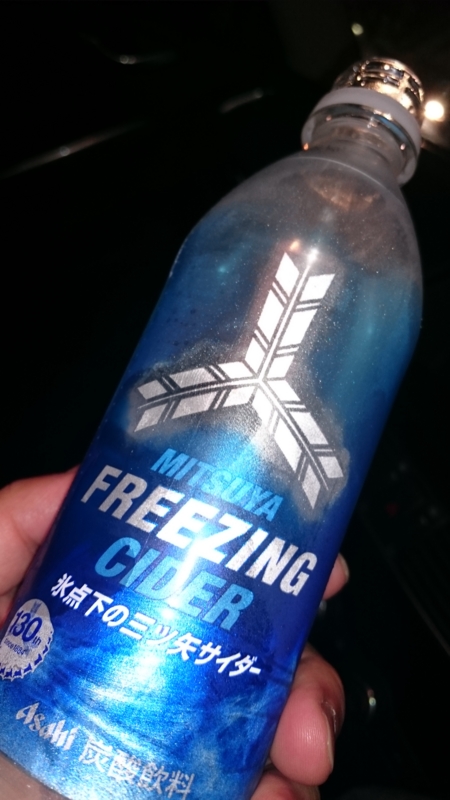 MITSUYA
FREEZING
CIDER
氷点下の三ツ矢サイダー
130th
Asahi 炭酸飲料